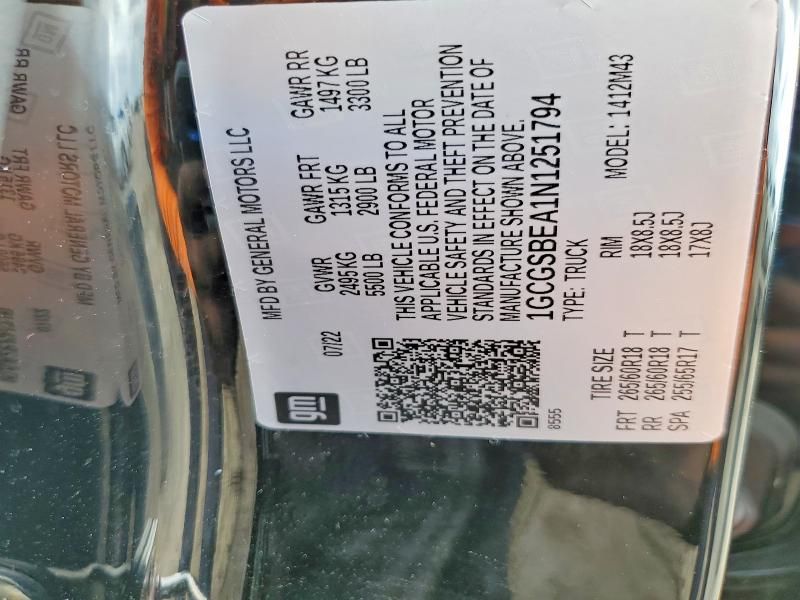 gm
MFD BY GENERAL MOTORS LLC
07/22 GVWR GAWR FRT GAWR RR
2495 KG 1315 KG 1497 KG
5500 LB 2900 LB 3300 LB
THIS VEHICLE CONFORMS TO ALL
APPLICABLE U.S. FEDERAL MOTOR
VEHICLE SAFETY AND THEFT PREVENTION
STANDARDS IN EFFECT ON THE DATE OF
MANUFACTURE SHOWN ABOVE.
1GCGSBEA1N1251794
8555 TYPE: TRUCK MODEL: 1412M43
TIRE SIZE RIM
FRT 265/60R18 T 18X8.5J
RR 265/60R18 T 18X8.5J
SPA 255/65R17 T 17X8J